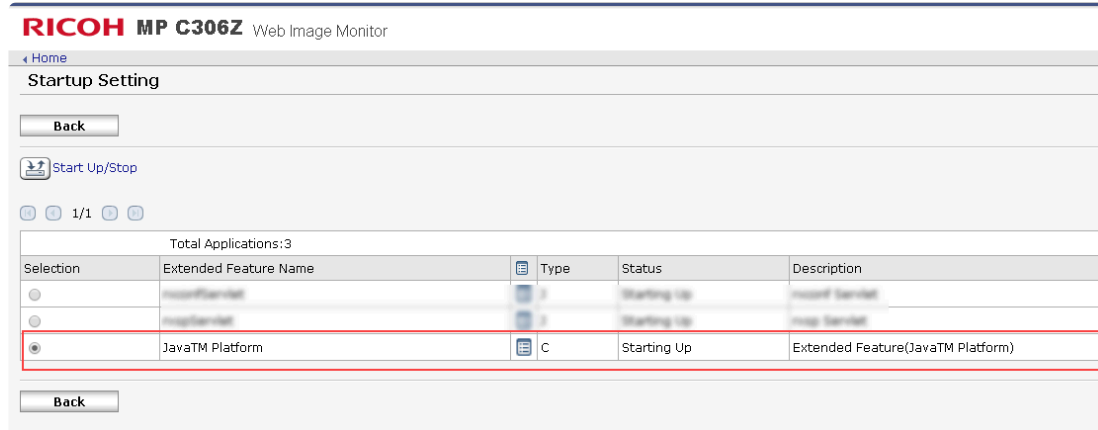 RICOH MP C306Z Web Image Monitor
Home
Startup Setting
Back
Start Up/Stop
1/1
Total Applications:3
Selection Extended Feature Name Type Status Description
JavaTM Platform C Starting Up Extended Feature(JavaTM Platform)
Back